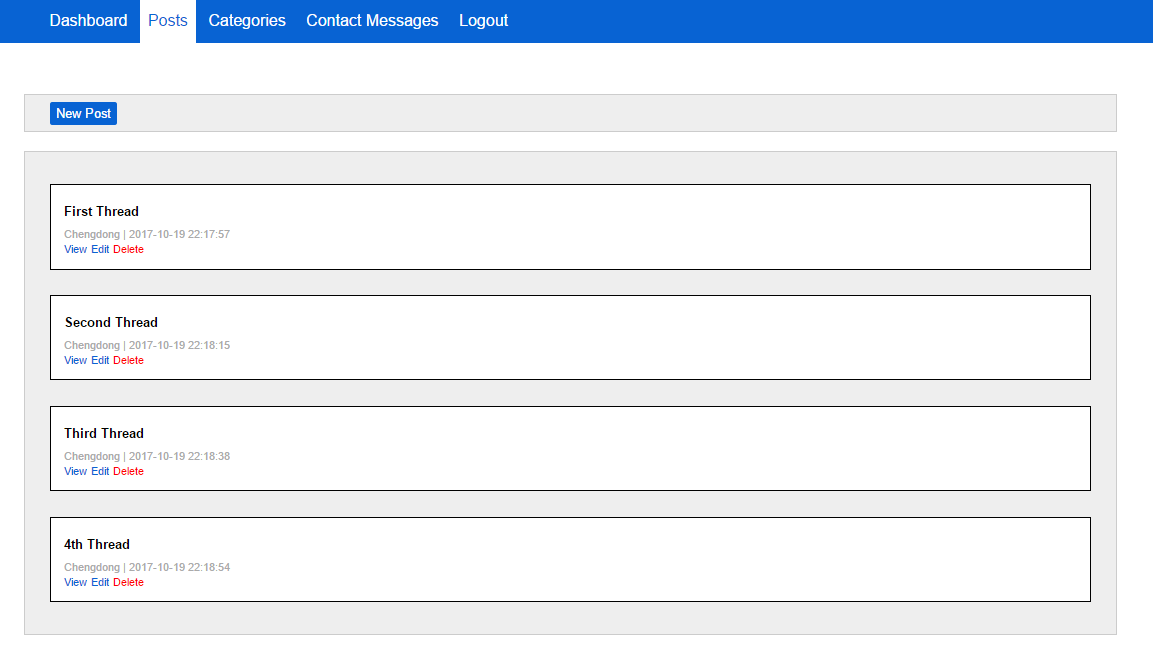 Dashboard Posts Categories Contact Messages Logout
New Post
First Thread
Chengdong | 2017-10-19 22:17:57
View Edit Delete
Second Thread
Chengdong | 2017-10-19 22:18:15
View Edit Delete
Third Thread
Chengdong | 2017-10-19 22:18:38
View Edit Delete
4th Thread
Chengdong | 2017-10-19 22:18:54
View Edit Delete